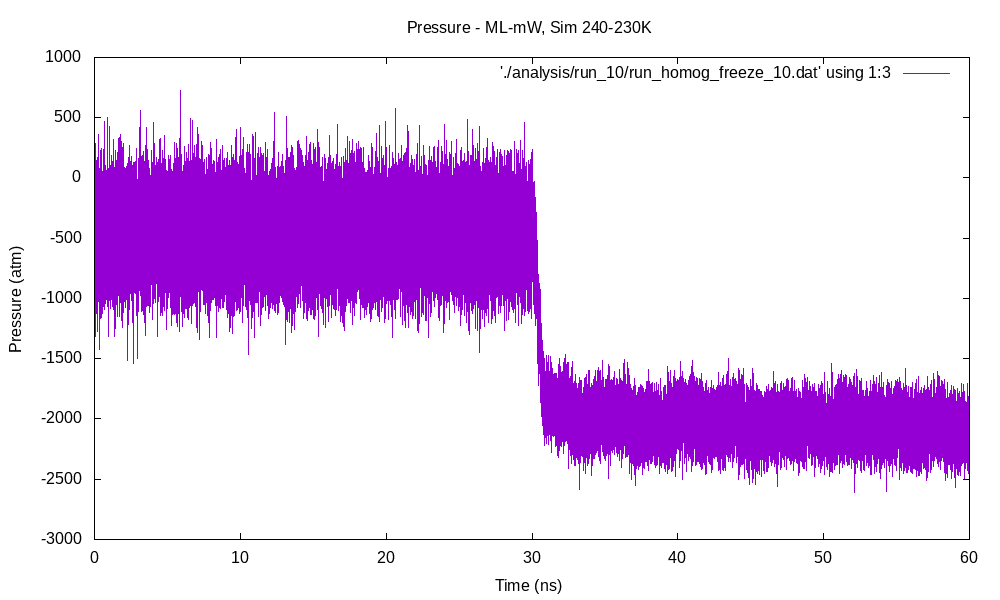 Pressure - ML-mW, Sim 240-230K
'./analysis/run_10/run_homog_freeze_10.dat' using 1:3
Pressure (atm)
1000
500
0
-500
-1000
-1500
-2000
-2500
-3000
0 10 20 30 40 50 60
Time (ns)